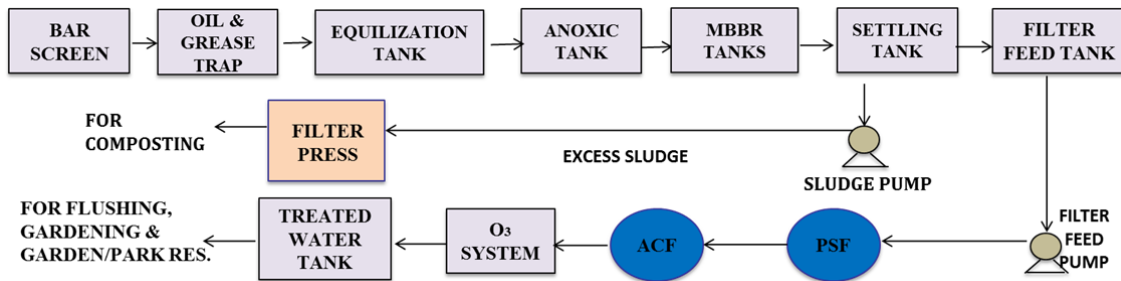 BAR
SCREEN
OIL &
GREASE
TRAP
EQUILIZATION
TANK
ANOXIC
TANK
MBBR
TANKS
SETTLING
TANK
FILTER
FEED TANK
FOR
COMPOSTING
FILTER
PRESS
EXCESS SLUDGE
SLUDGE PUMP
FOR FLUSHING,
GARDENING &
GARDEN/PARK RES.
TREATED
WATER
TANK
O₃
SYSTEM
ACF
PSF
FILTER
FEED
PUMP